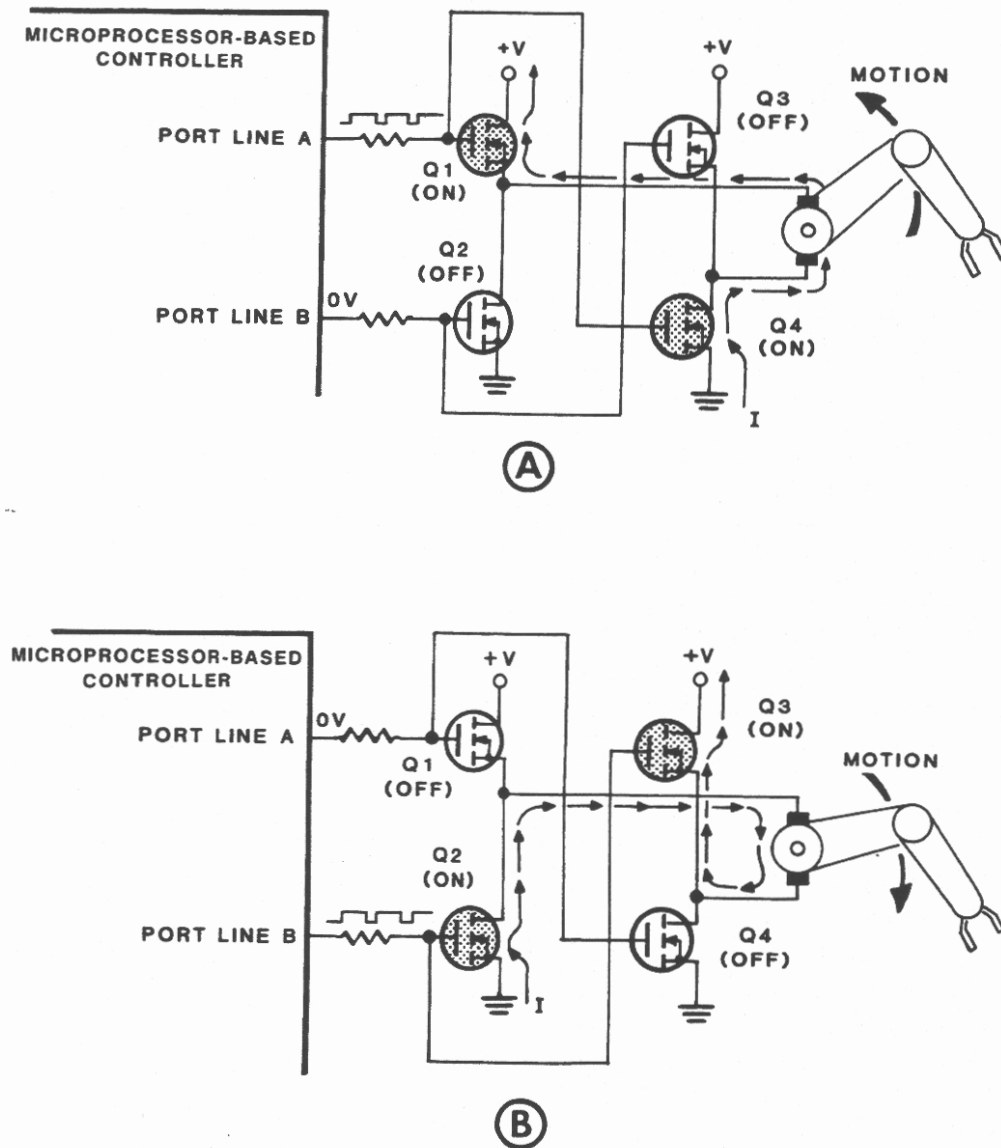 MICROPROCESSOR-BASED
CONTROLLER
+V
+V
MOTION
Q3
(OFF)
PORT LINE A
Q1
(ON)
Q2
(OFF)
0V
PORT LINE B
Q4
(ON)
I
A
MICROPROCESSOR-BASED
CONTROLLER
+V
+V
Q3
(ON)
0V
PORT LINE A
MOTION
Q1
(OFF)
Q2
(ON)
PORT LINE B
Q4
(OFF)
I
B